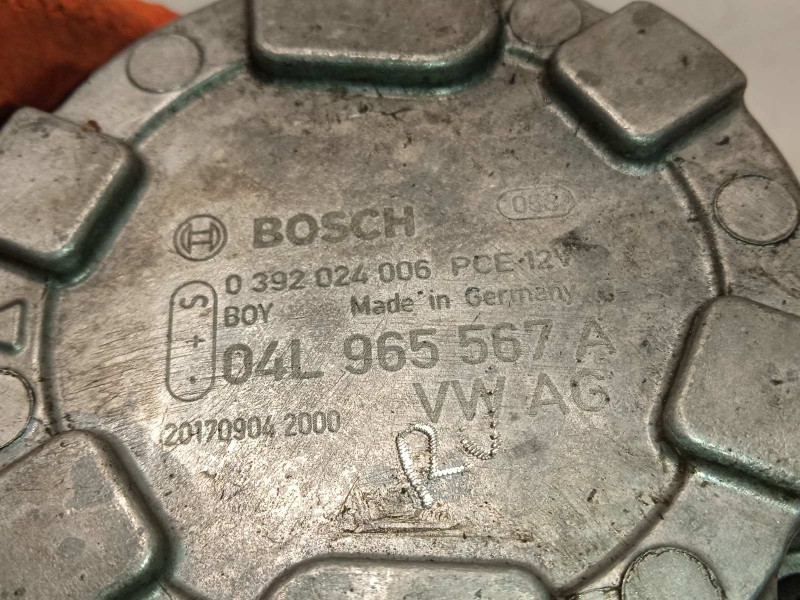 BOSCH
0 392 024 006 PCE-12V
BOY Made in Germany
S + -
04L 965 567 A
VW AG
20170904 2000